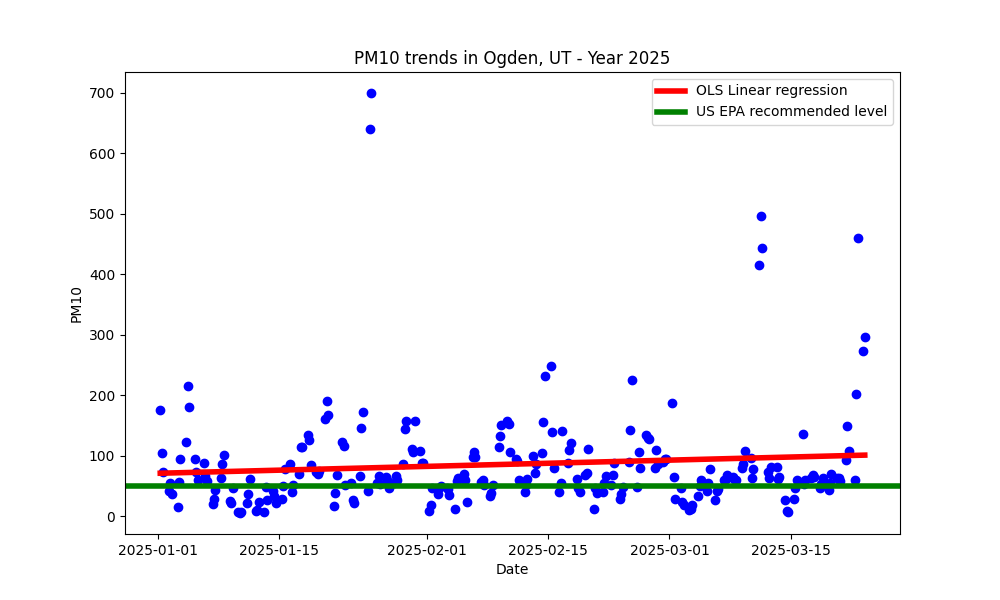 PM10 trends in Ogden, UT - Year 2025
OLS Linear regression
US EPA recommended level
700
600
500
400
300
200
100
0
PM10
2025-01-01
2025-01-15
2025-02-01
2025-02-15
2025-03-01
2025-03-15
Date